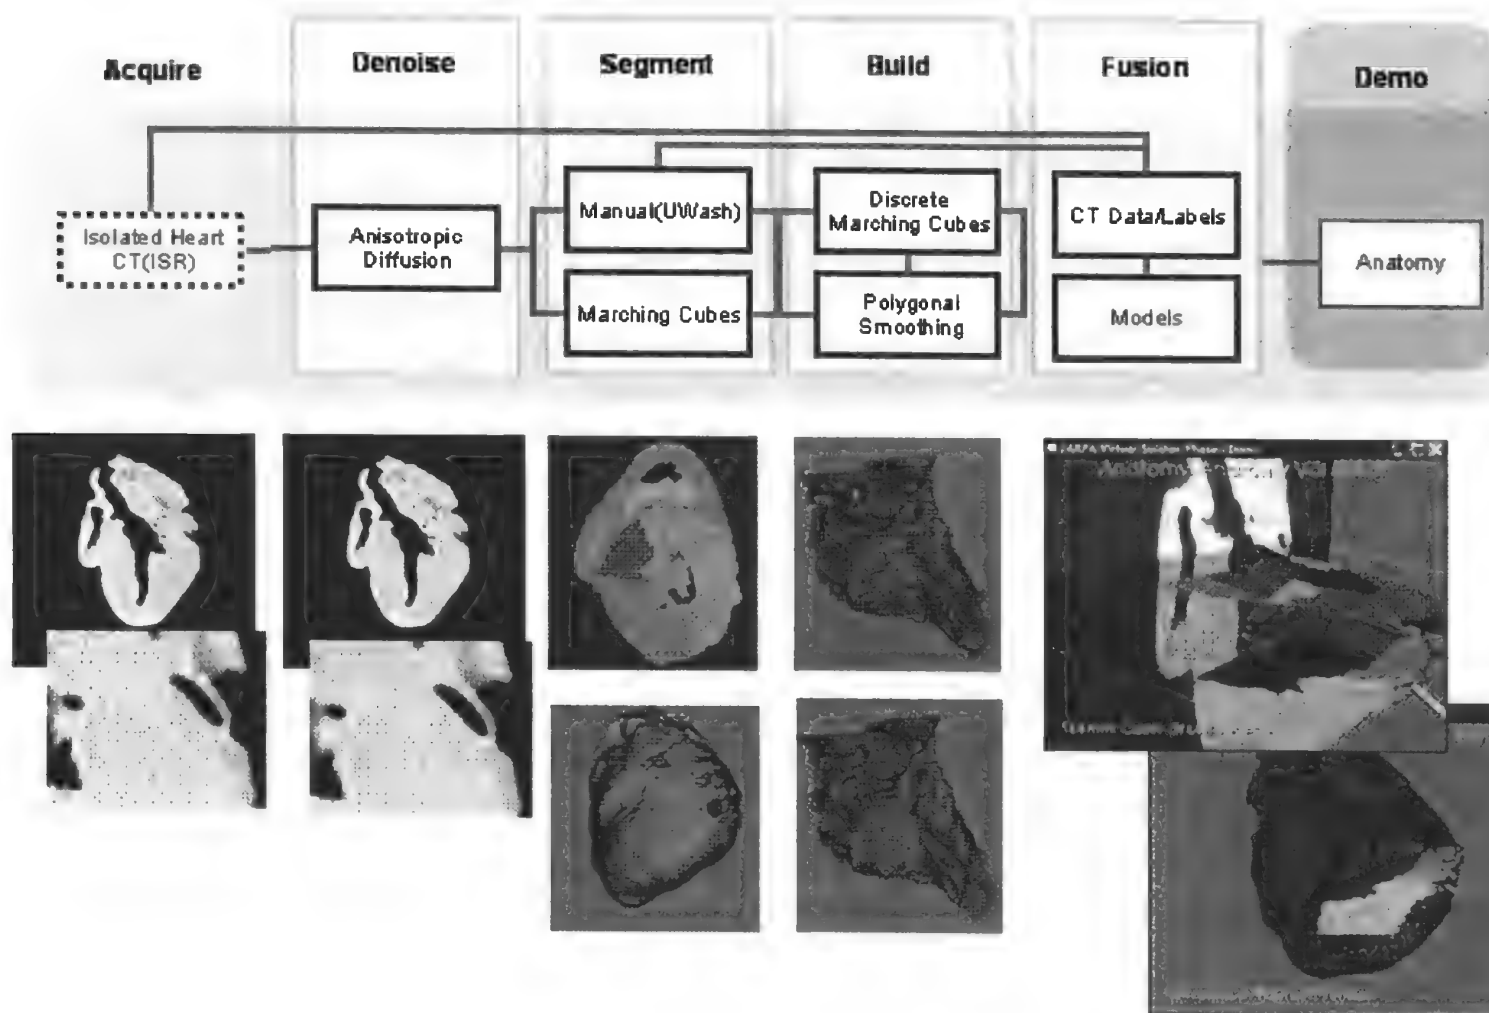 Acquire
Denoise
Segment
Build
Fusion
Demo
Isolated Heart
CT(ISR)
Anisotropic
Diffusion
Manual(UWash)
Marching Cubes
Discrete
Marching Cubes
Polygonal
Smoothing
CT Data/Labels
Models
Anatomy